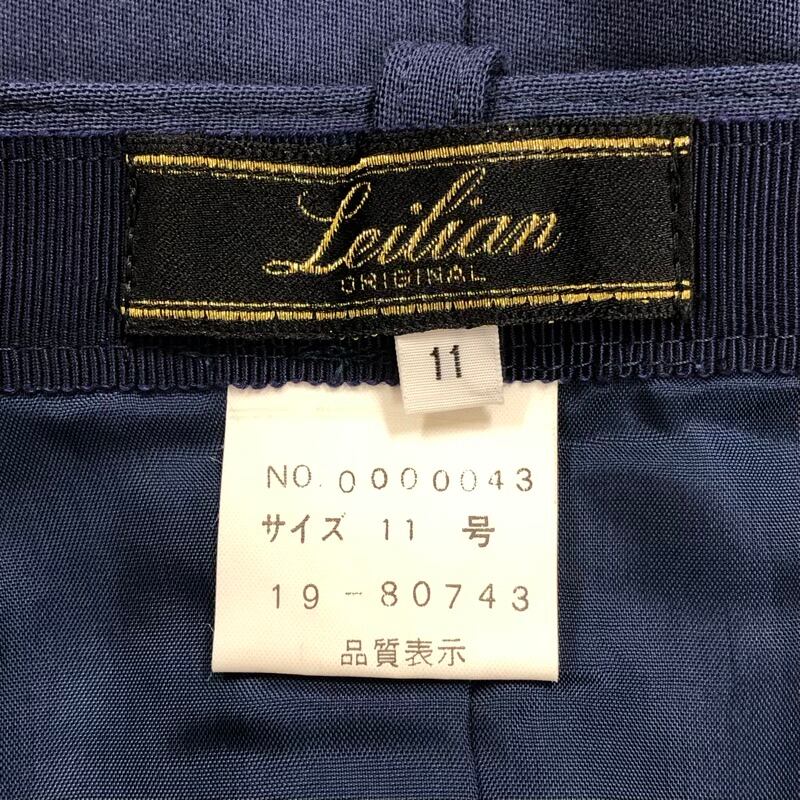 Leilian
ORIGINAL
11
NO. 0000043
サイズ 11 号
19-80743
品質表示